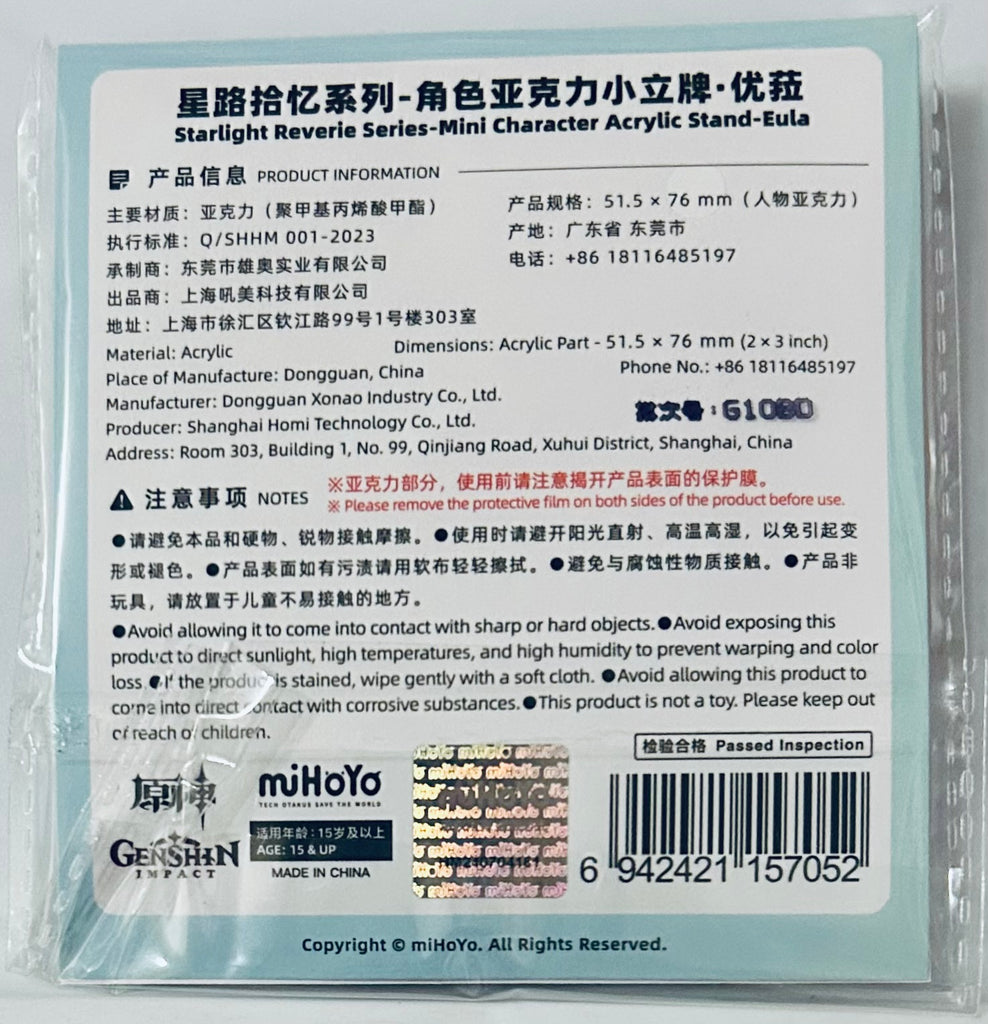 星路拾忆系列-角色亚克力小立牌·优菈
Starlight Reverie Series-Mini Character Acrylic Stand-Eula
产品信息 PRODUCT INFORMATION
主要材质：亚克力（聚甲基丙烯酸甲酯） 产品规格：51.5 × 76 mm（人物亚克力）
执行标准：Q/SHHM 001-2023 产地：广东省 东莞市
承制商：东莞市雄奥实业有限公司 电话：+86 18116485197
出品商：上海吼美科技有限公司
地址：上海市徐汇区钦江路99号1号楼303室
Material: Acrylic Dimensions: Acrylic Part - 51.5 × 76 mm (2 × 3 inch)
Place of Manufacture: Dongguan, China Phone No.: +86 18116485197
Manufacturer: Dongguan Xonao Industry Co., Ltd. 批次号：
Producer: Shanghai Homi Technology Co., Ltd.
Address: Room 303, Building 1, No. 99, Qinjiang Road, Xuhui District, Shanghai, China
注意事项 NOTES
※亚克力部分，使用前请注意揭开产品表面的保护膜。
※ Please remove the protective film on both sides of the product before use.
●请避免本品和硬物、锐物接触摩擦。●使用时请避开阳光直射、高温高湿，以免引起变
形或褪色。●产品表面如有污渍请用软布轻轻擦拭。●避免与腐蚀性物质接触。●产品非
玩具，请放置于儿童不易接触的地方。
●Avoid allowing it to come into contact with sharp or hard objects.●Avoid exposing this
product to direct sunlight, high temperatures, and high humidity to prevent warping and color
loss.●If the product is stained, wipe gently with a soft cloth. ●Avoid allowing this product to
come into direct contact with corrosive substances.●This product is not a toy. Please keep out
of reach of children.
检验合格 Passed Inspection
原神
GENSHIN
IMPACT
miHoYo
TECH OTAKUS SAVE THE WORLD
适用年龄：15岁及以上
AGE: 15 & UP
MADE IN CHINA
miHoYo
6 942421 157052
Copyright © miHoYo. All Rights Reserved.